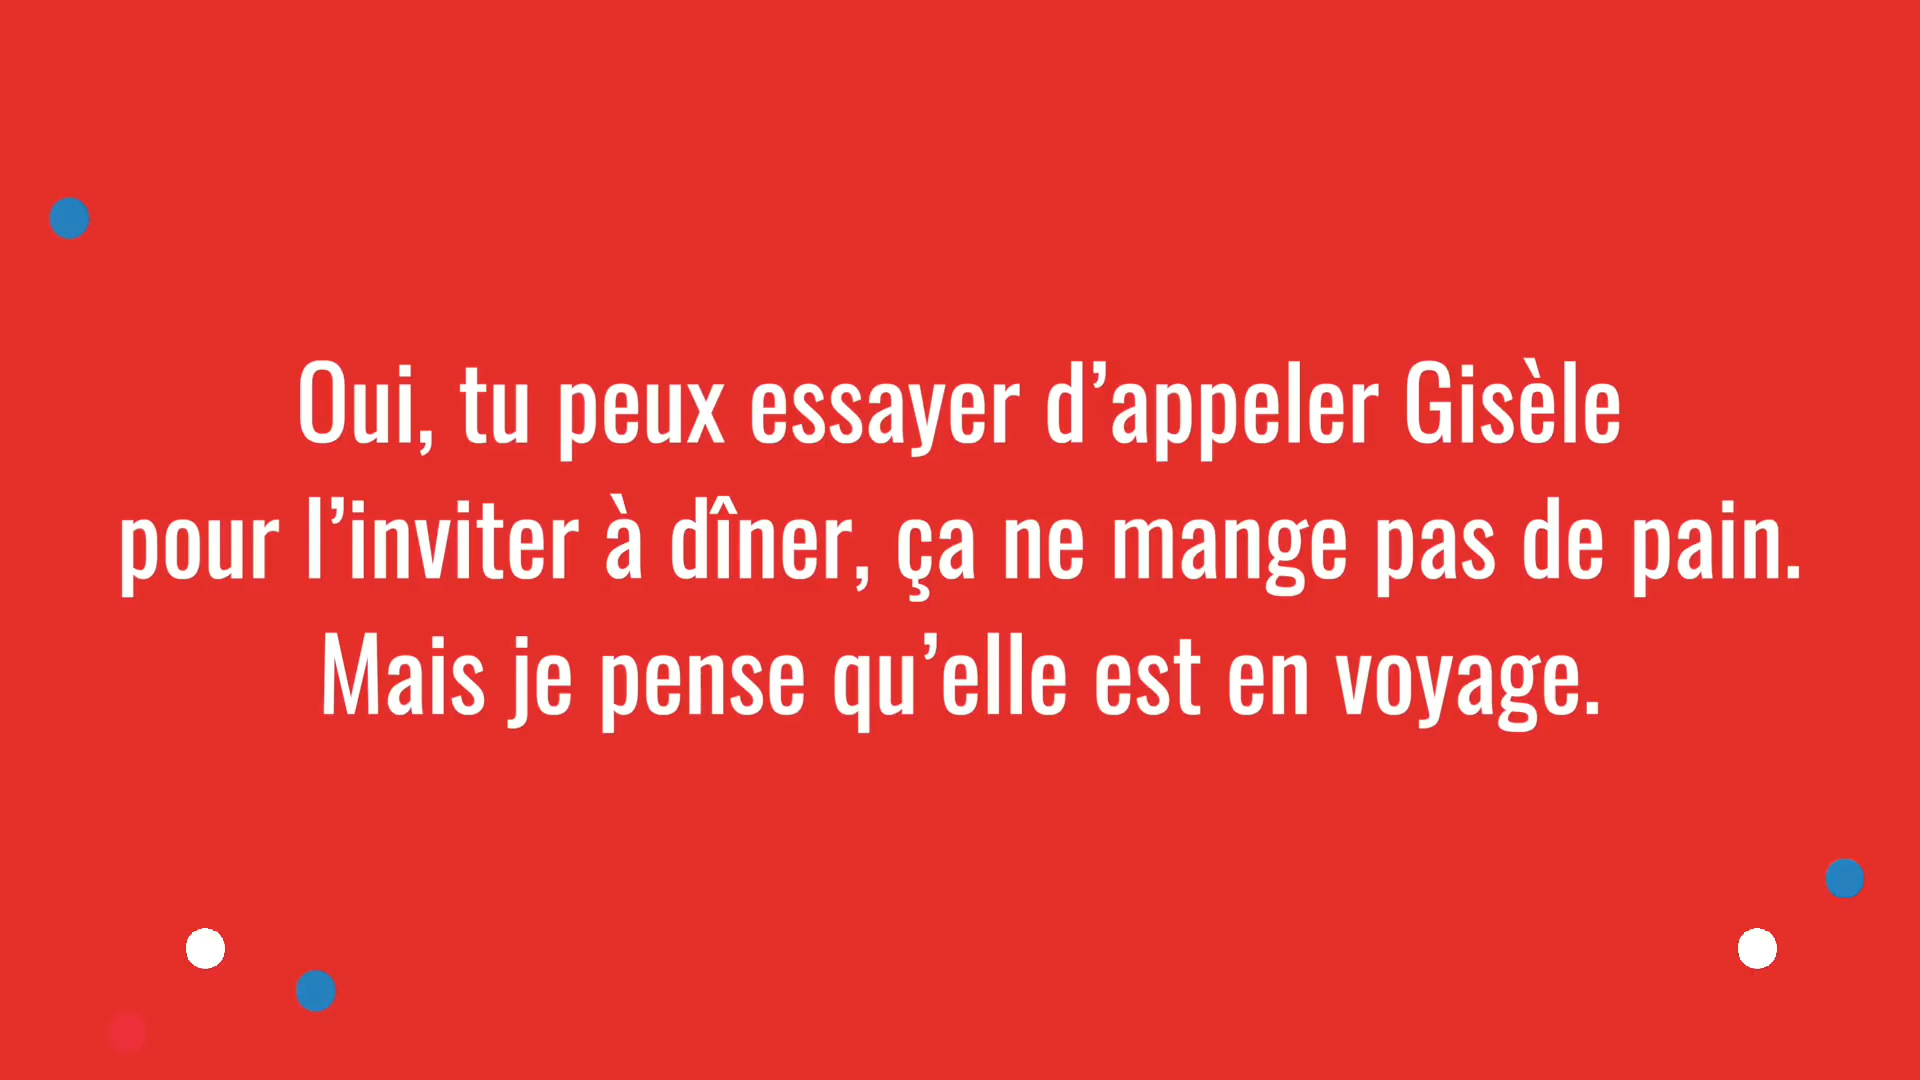 Oui, tu peux essayer d’appeler Gisèle
pour l’inviter à dîner, ça ne mange pas de pain.
Mais je pense qu’elle est en voyage.